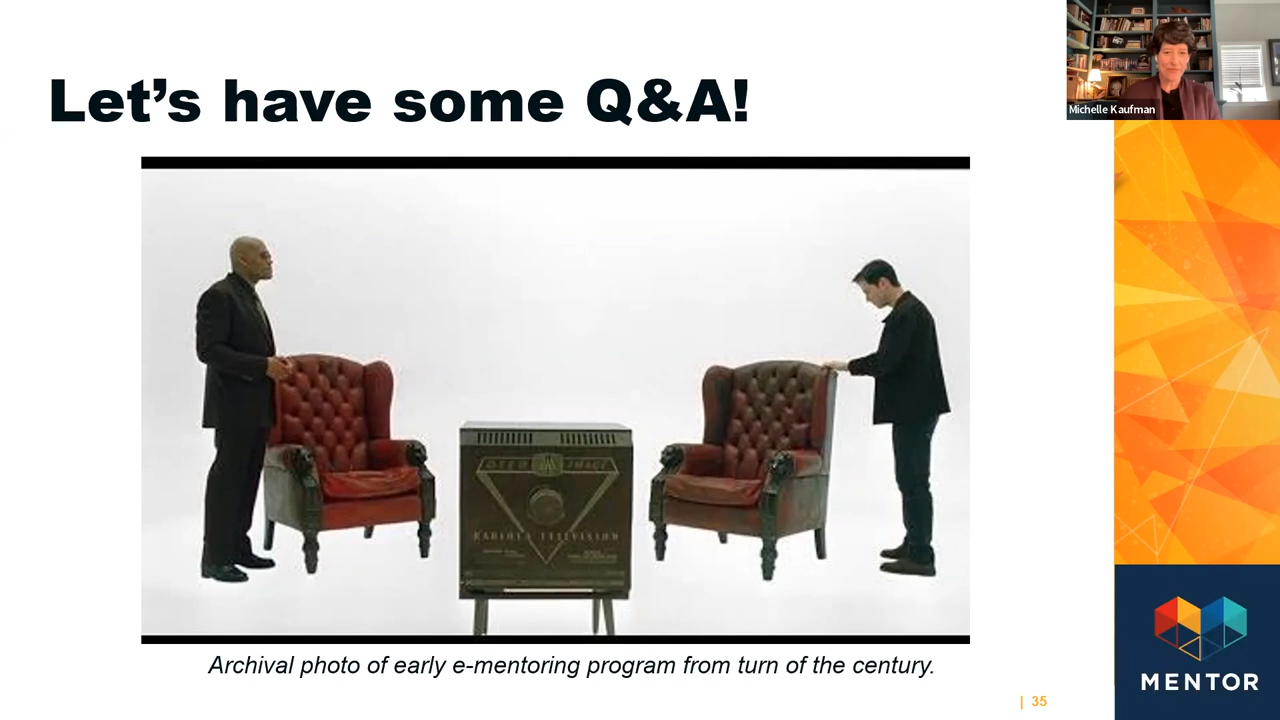 Let's have some Q&A!
Michelle Kaufman
DEEP IMAGE
RADIOLA TELEVISION
Archival photo of early e-mentoring program from turn of the century.
| 35
MENTOR